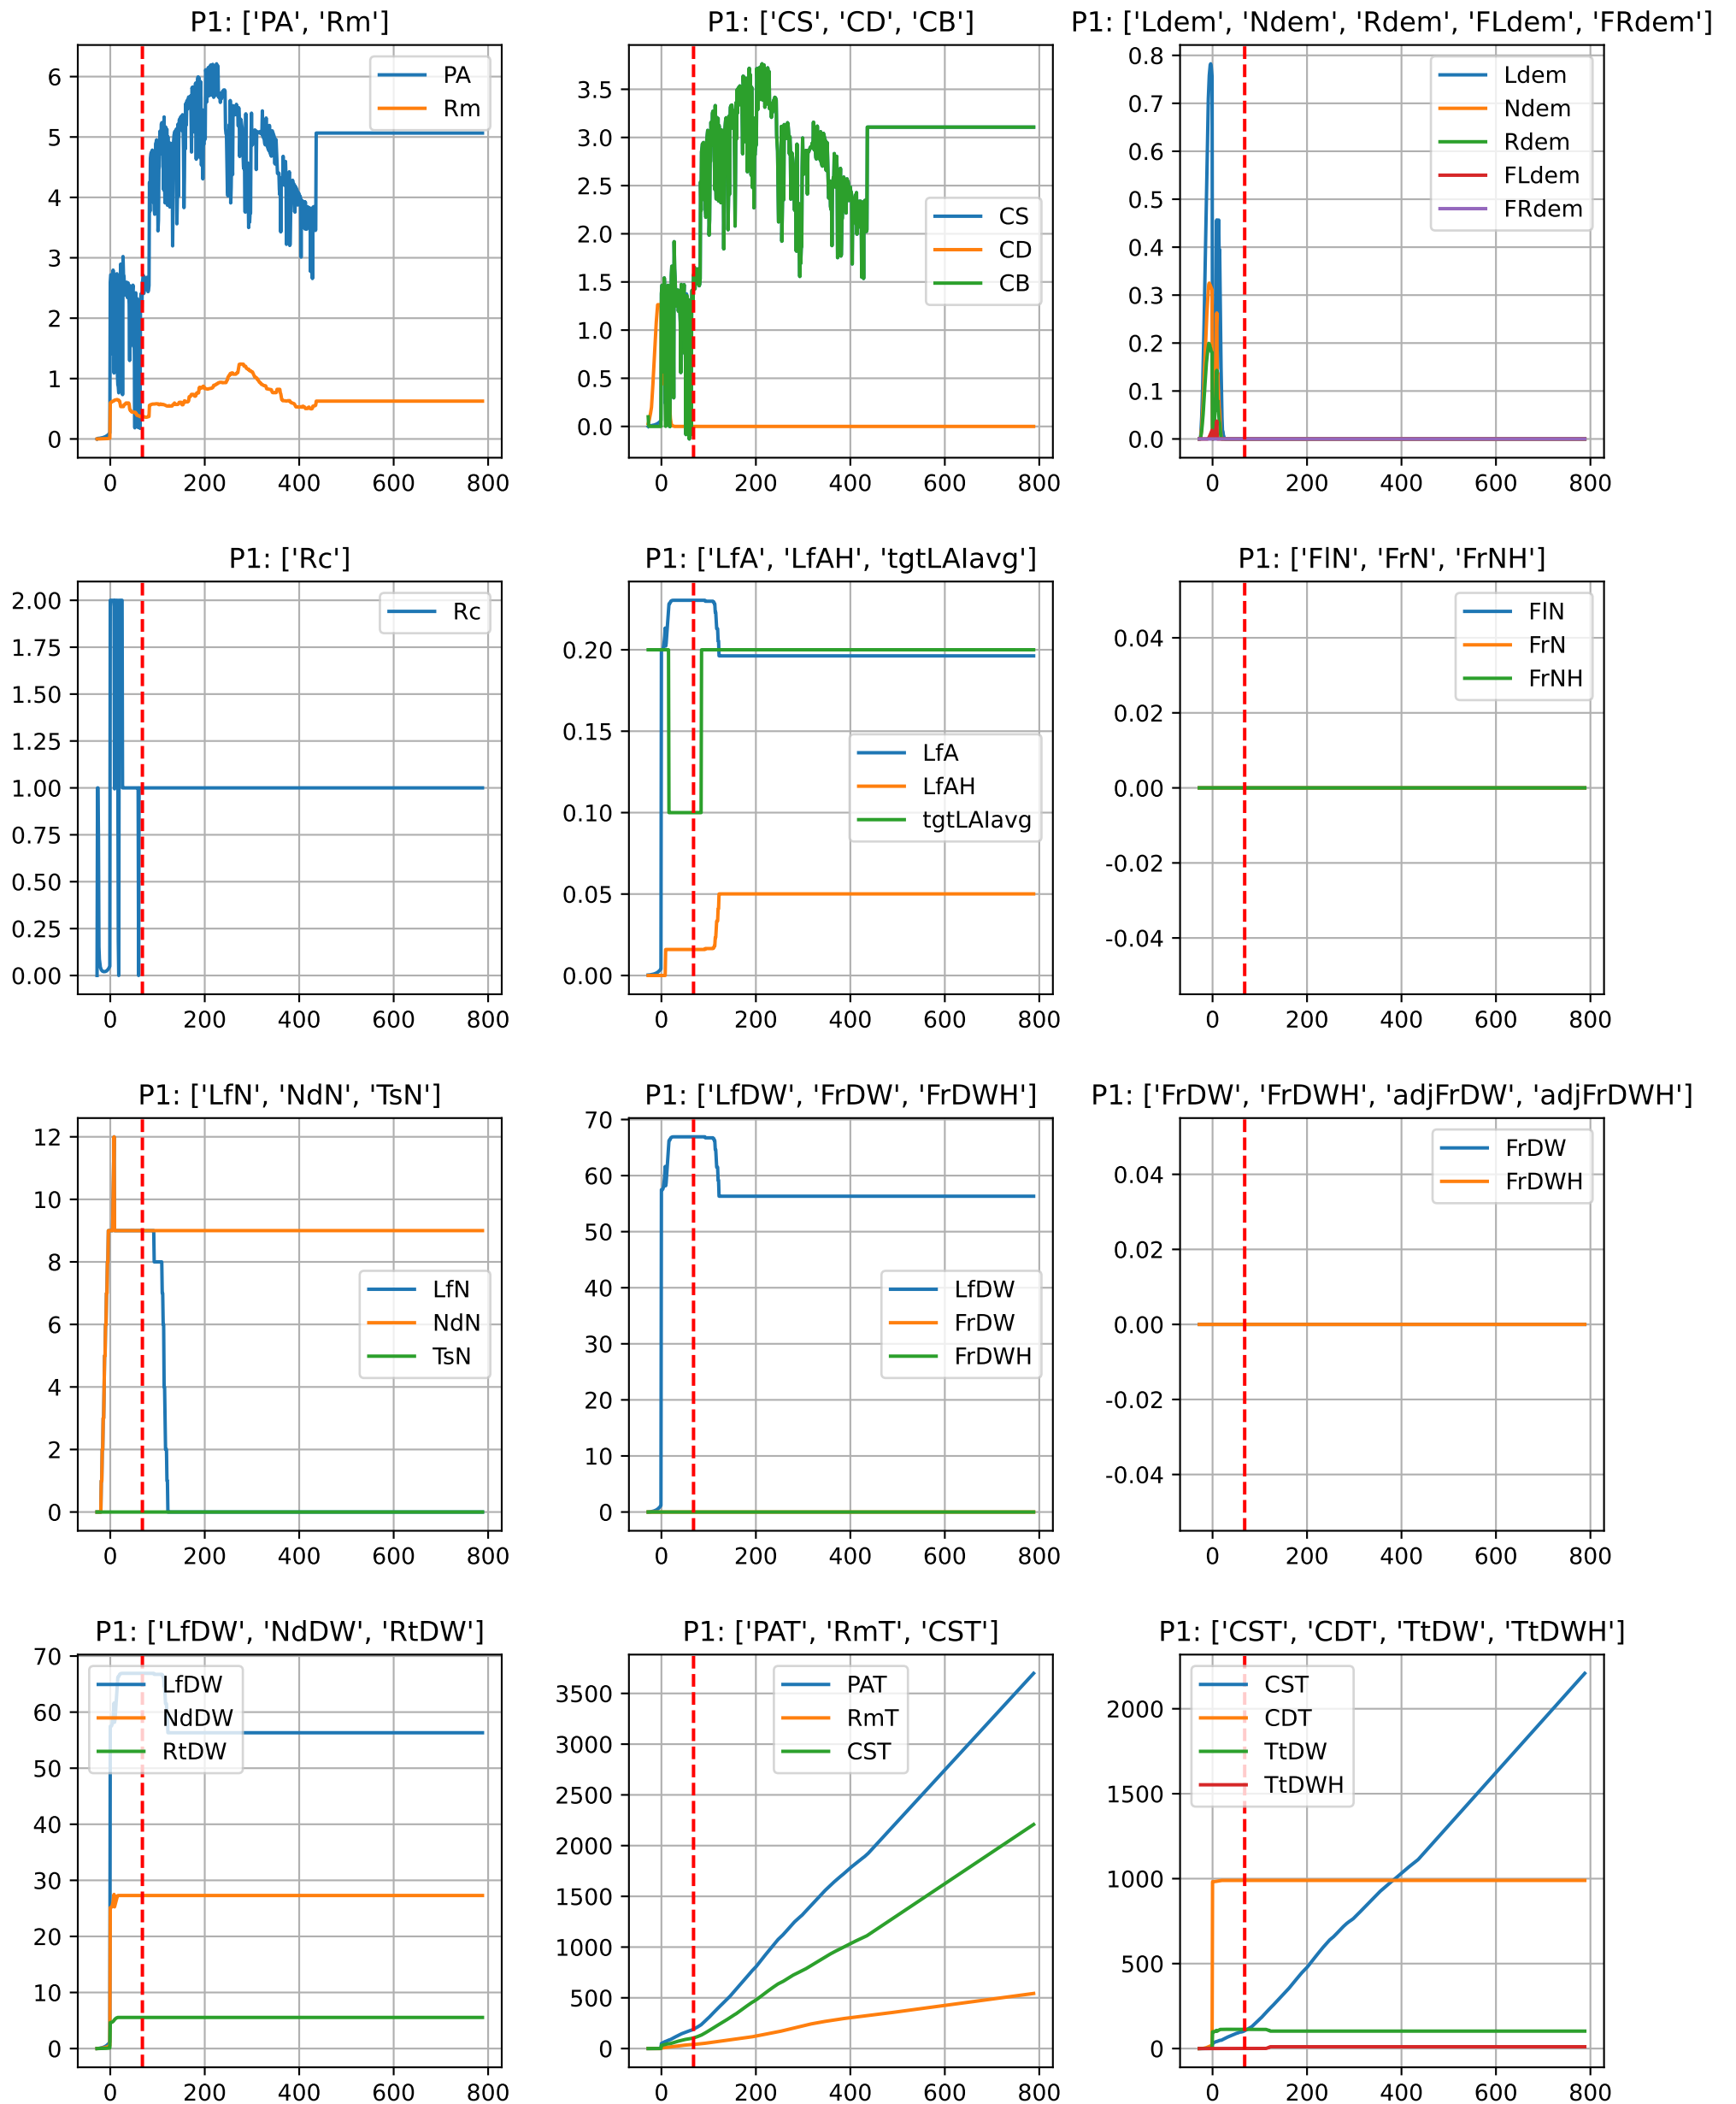 P1: ['PA', 'Rm']
6
5
4
3
2
1
0
PA
Rm
0 200 400 600 800
P1: ['CS', 'CD', 'CB']
3.5
3.0
2.5
2.0
1.5
1.0
0.5
0.0
CS
CD
CB
0 200 400 600 800
P1: ['Ldem', 'Ndem', 'Rdem', 'FLdem', 'FRdem']
0.8
0.7
0.6
0.5
0.4
0.3
0.2
0.1
0.0
Ldem
Ndem
Rdem
FLdem
FRdem
0 200 400 600 800
P1: ['Rc']
2.00
1.75
1.50
1.25
1.00
0.75
0.50
0.25
0.00
Rc
0 200 400 600 800
P1: ['LfA', 'LfAH', 'tgtLAIavg']
0.20
0.15
0.10
0.05
0.00
LfA
LfAH
tgtLAIavg
0 200 400 600 800
P1: ['FlN', 'FrN', 'FrNH']
0.04
0.02
0.00
-0.02
-0.04
FlN
FrN
FrNH
0 200 400 600 800
P1: ['LfN', 'NdN', 'TsN']
12
10
8
6
4
2
0
LfN
NdN
TsN
0 200 400 600 800
P1: ['LfDW', 'FrDW', 'FrDWH']
70
60
50
40
30
20
10
0
LfDW
FrDW
FrDWH
0 200 400 600 800
P1: ['FrDW', 'FrDWH', 'adjFrDW', 'adjFrDWH']
0.04
0.02
0.00
-0.02
-0.04
FrDW
FrDWH
0 200 400 600 800
P1: ['LfDW', 'NdDW', 'RtDW']
70
60
50
40
30
20
10
0
LfDW
NdDW
RtDW
0 200 400 600 800
P1: ['PAT', 'RmT', 'CST']
3500
3000
2500
2000
1500
1000
500
0
PAT
RmT
CST
0 200 400 600 800
P1: ['CST', 'CDT', 'TtDW', 'TtDWH']
2000
1500
1000
500
0
CST
CDT
TtDW
TtDWH
0 200 400 600 800